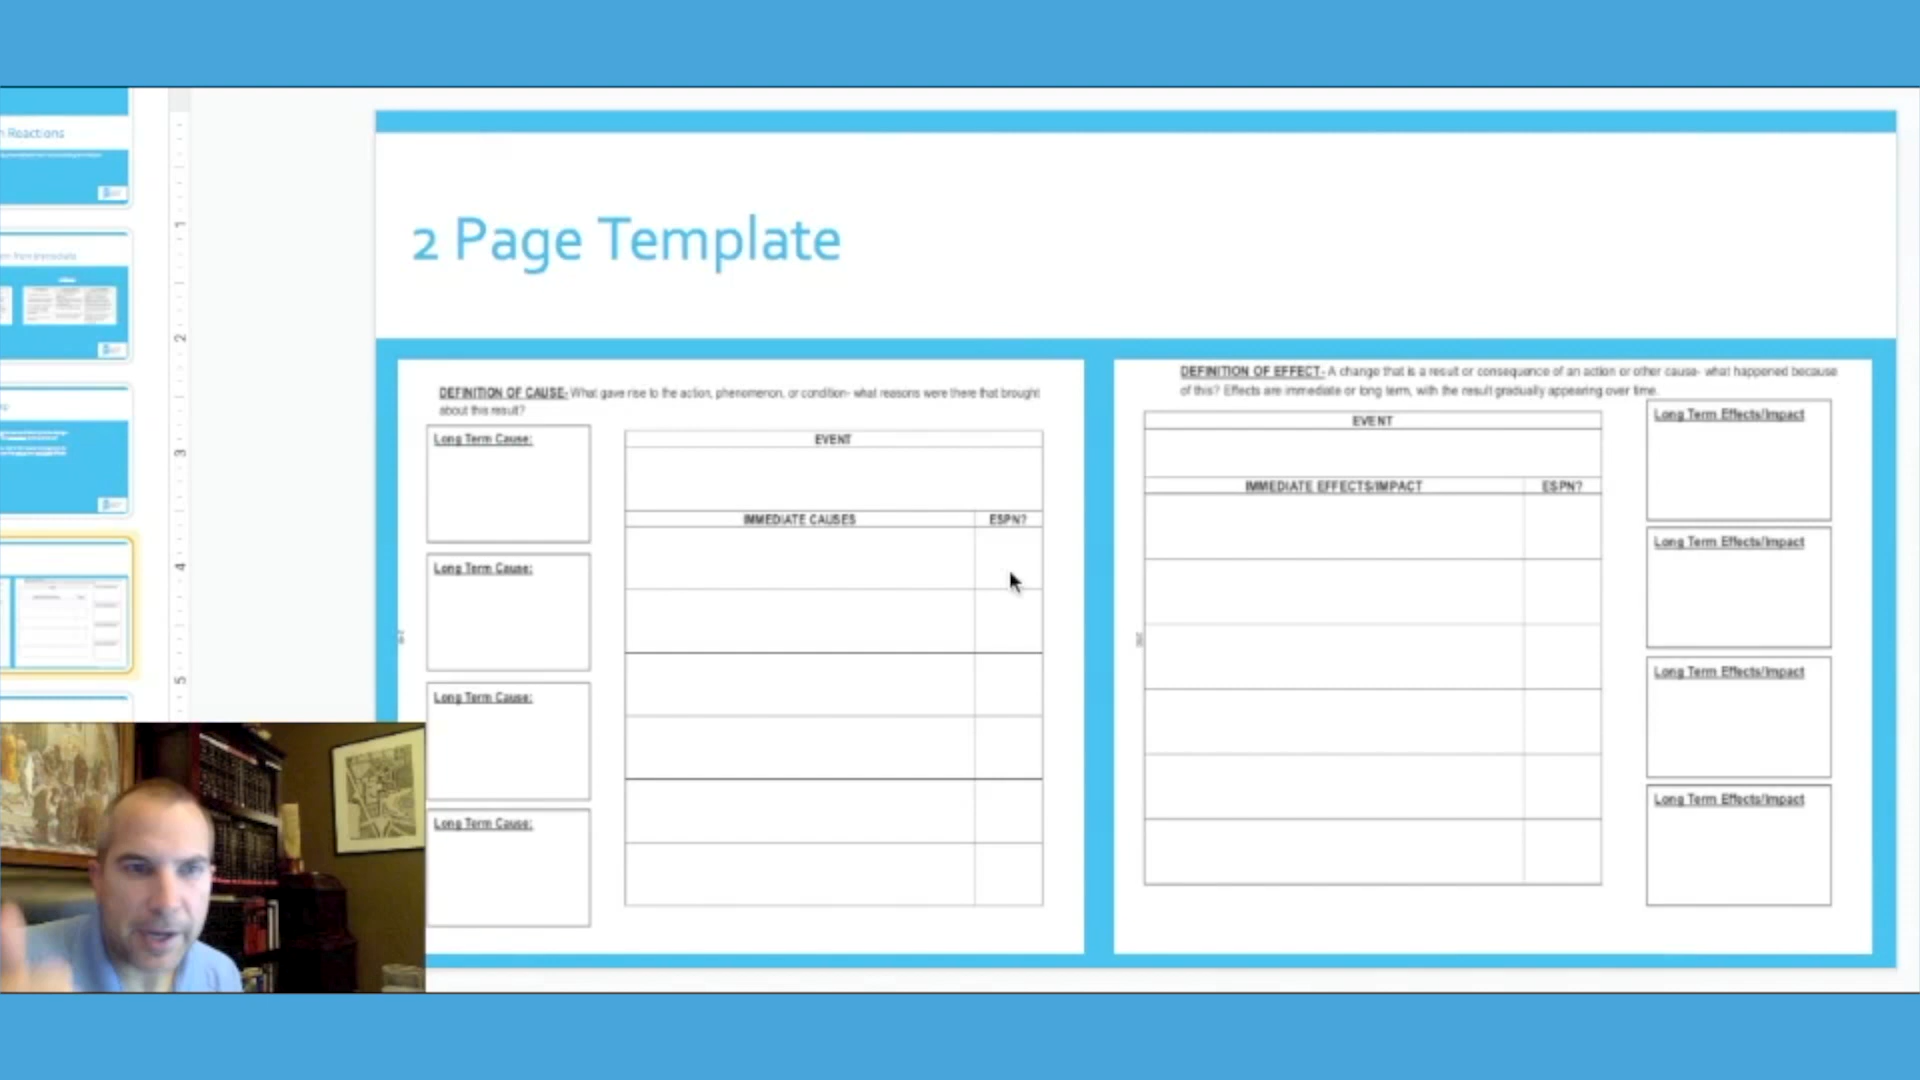 n Reactions
1
2
3
4
5
2 Page Template
DEFINITION OF CAUSE- What gave rise to the action, phenomenon, or condition- what reasons were there that brought
about this result?
Long Term Cause:
Long Term Cause:
Long Term Cause:
Long Term Cause:
EVENT
IMMEDIATE CAUSES ESPN?
DEFINITION OF EFFECT- A change that is a result or consequence of an action or other cause- what happened because
of this? Effects are immediate or long term, with the result gradually appearing over time.
EVENT
IMMEDIATE EFFECTS/IMPACT ESPN?
Long Term Effects/Impact
Long Term Effects/Impact
Long Term Effects/Impact
Long Term Effects/Impact